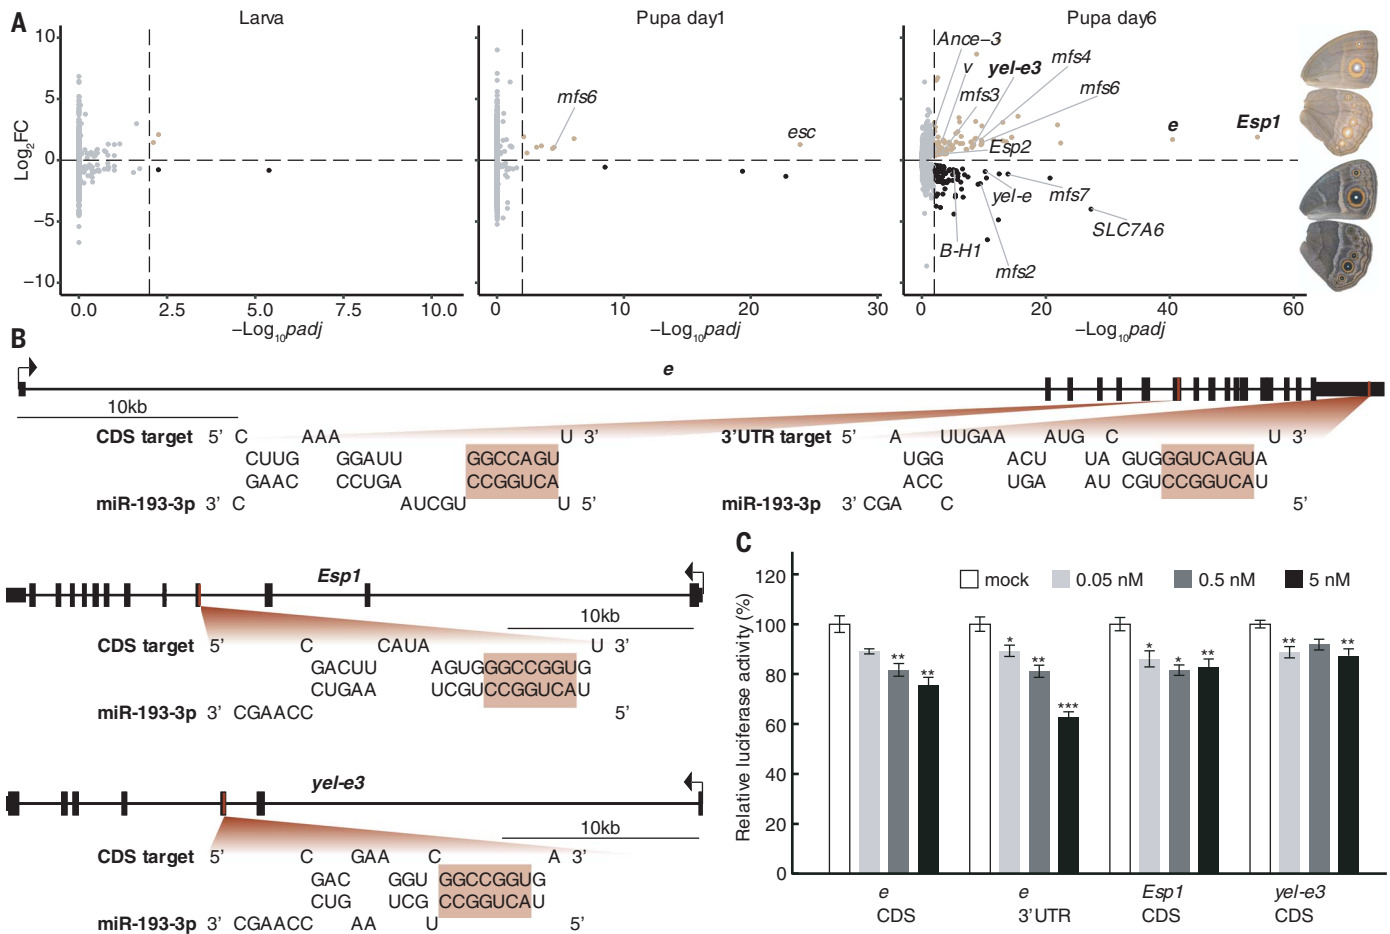 A
Larva
Pupa day1
Pupa day6
Log2FC
10
5
0
−5
−10
0.0 2.5 5.0 7.5 10.0
−Log10padj
mfs6
esc
0 10 20 30
−Log10padj
Ance−3
v
yel-e3
mfs4
mfs3
mfs6
e
Esp1
Esp2
yel-e
mfs7
SLC7A6
B-H1
mfs2
0 20 40 60
−Log10padj
B
e
10kb
CDS target 5’ C AAA U 3’
CUUG GGAUU GGCCAGU
GAAC CCUGA CCGGUCA
miR-193-3p 3’ C AUCGU U 5’
3’UTR target 5’ A UUGAA AUG C U 3’
UGG ACU UA GUGGGUCAGUA
ACC UGA AU CGUCCGGUCAU
miR-193-3p 3’ CGA C 5’
Esp1
10kb
CDS target 5’ C CAUA U 3’
GACUU AGUGGGCCGGUG
CUGAA UCGUCCGGUCAU
miR-193-3p 3’ CGAACC 5’
yel-e3
10kb
CDS target 5’ C GAA C A 3’
GAC GGU GGCCGGUG
CUG UCG CCGGUCAU
miR-193-3p 3’ CGAACC AA U 5’
C
mock 0.05 nM 0.5 nM 5 nM
Relative luciferase activity (%)
120
100
80
60
40
20
0
** **
* ** ***
* * **
** **
e e Esp1 yel-e3
CDS 3’UTR CDS CDS